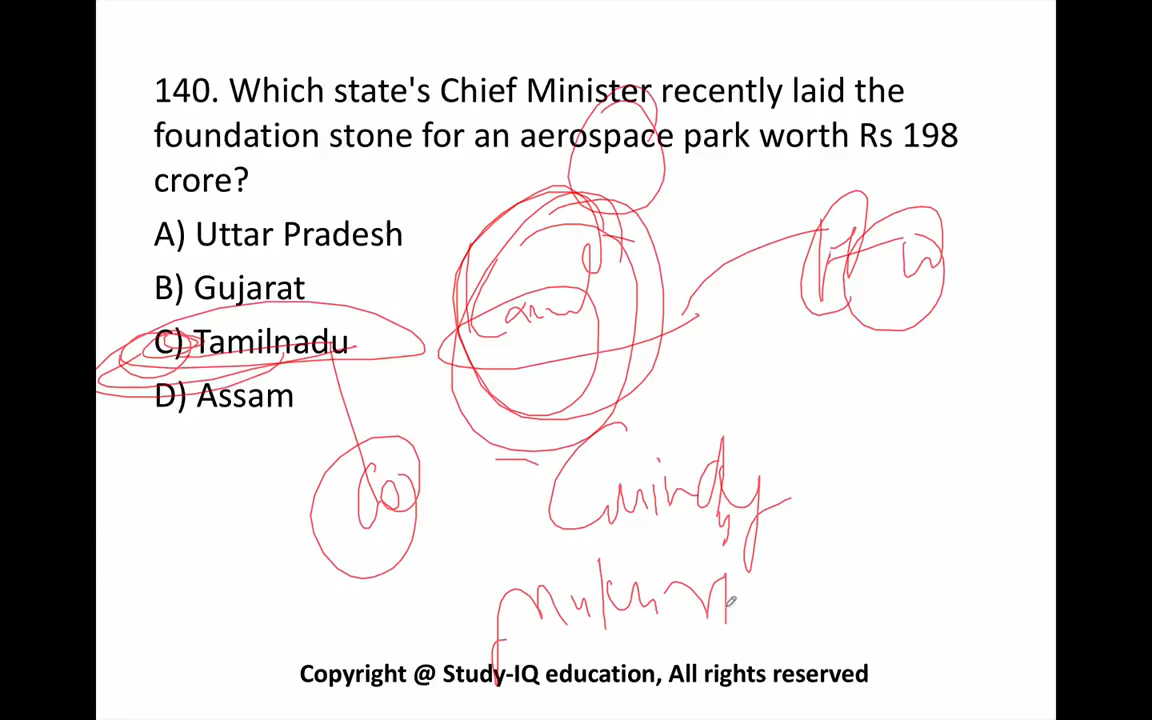 140. Which state's Chief Minister recently laid the
foundation stone for an aerospace park worth Rs 198
crore?
A) Uttar Pradesh
B) Gujarat
C) Tamilnadu
D) Assam
Copyright @ Study-IQ education, All rights reserved